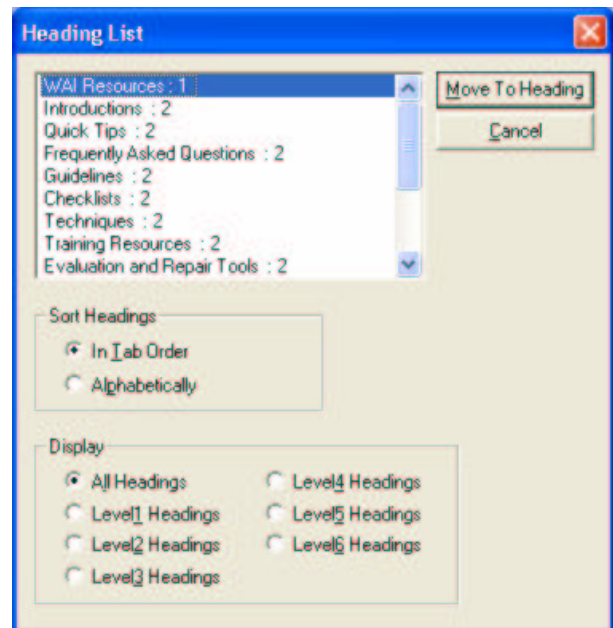 Heading List
WAI Resources : 1
Introductions : 2
Quick Tips : 2
Frequently Asked Questions : 2
Guidelines : 2
Checklists : 2
Techniques : 2
Training Resources : 2
Evaluation and Repair Tools : 2
Move To Heading
Cancel
Sort Headings
In Tab Order
Alphabetically
Display
All Headings
Level1 Headings
Level2 Headings
Level3 Headings
Level4 Headings
Level5 Headings
Level6 Headings